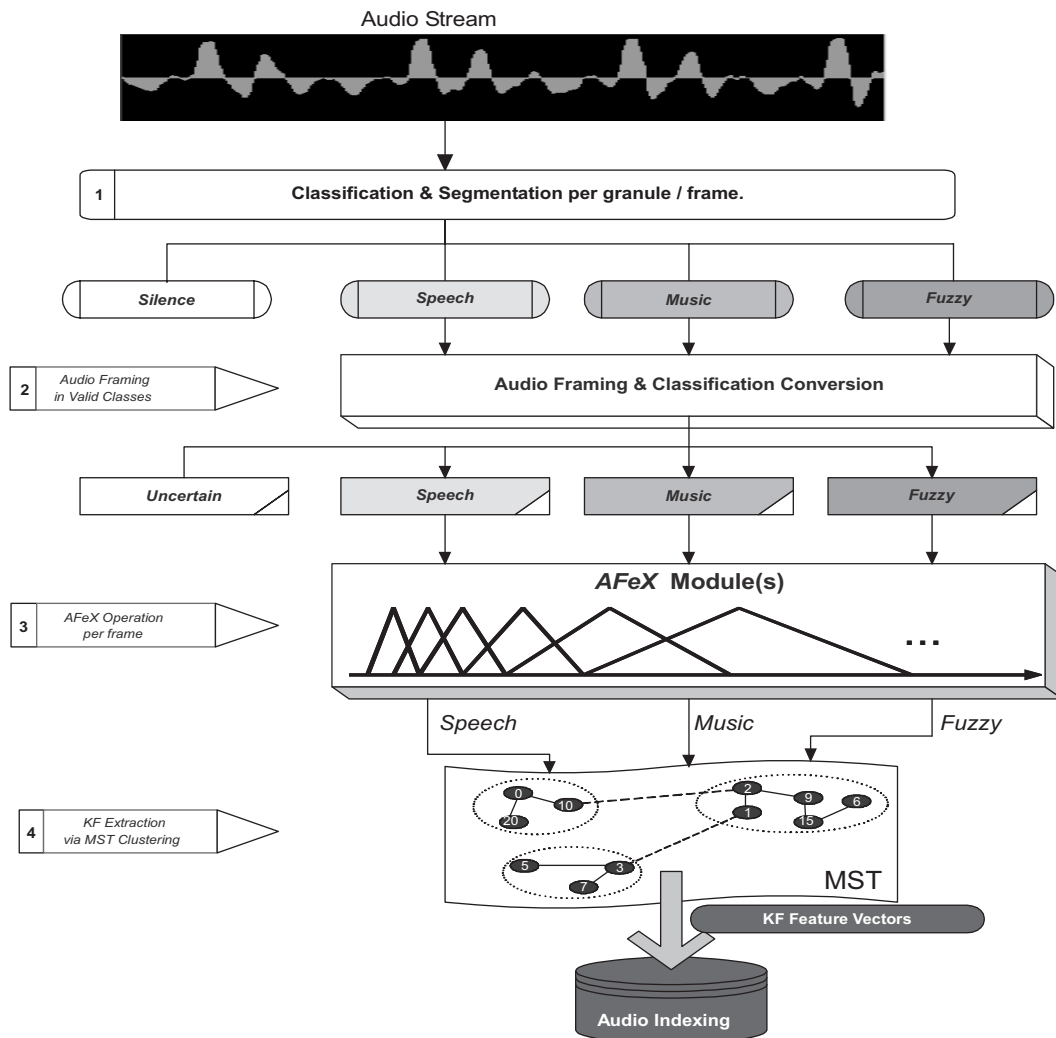 Audio Stream
1 Classification & Segmentation per granule / frame.
Silence Speech Music Fuzzy
2 Audio Framing
in Valid Classes
Audio Framing & Classification Conversion
Uncertain Speech Music Fuzzy
AFeX Module(s)
3 AFeX Operation
per frame
...
Speech Music Fuzzy
0 10 20
2 9 6 1 15
5 3 7
4 KF Extraction
via MST Clustering
MST
KF Feature Vectors
Audio Indexing